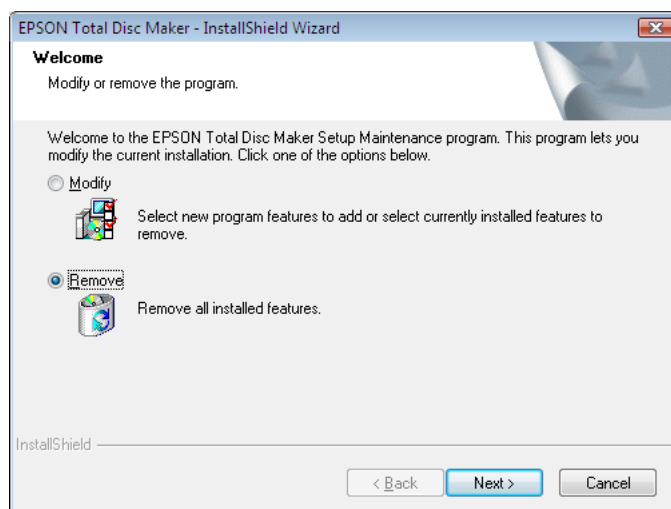 EPSON Total Disc Maker - InstallShield Wizard
Welcome
Modify or remove the program.
Welcome to the EPSON Total Disc Maker Setup Maintenance program. This program lets you
modify the current installation. Click one of the options below.
Modify
Select new program features to add or select currently installed features to
remove.
Remove
Remove all installed features.
InstallShield
< Back
Next >
Cancel